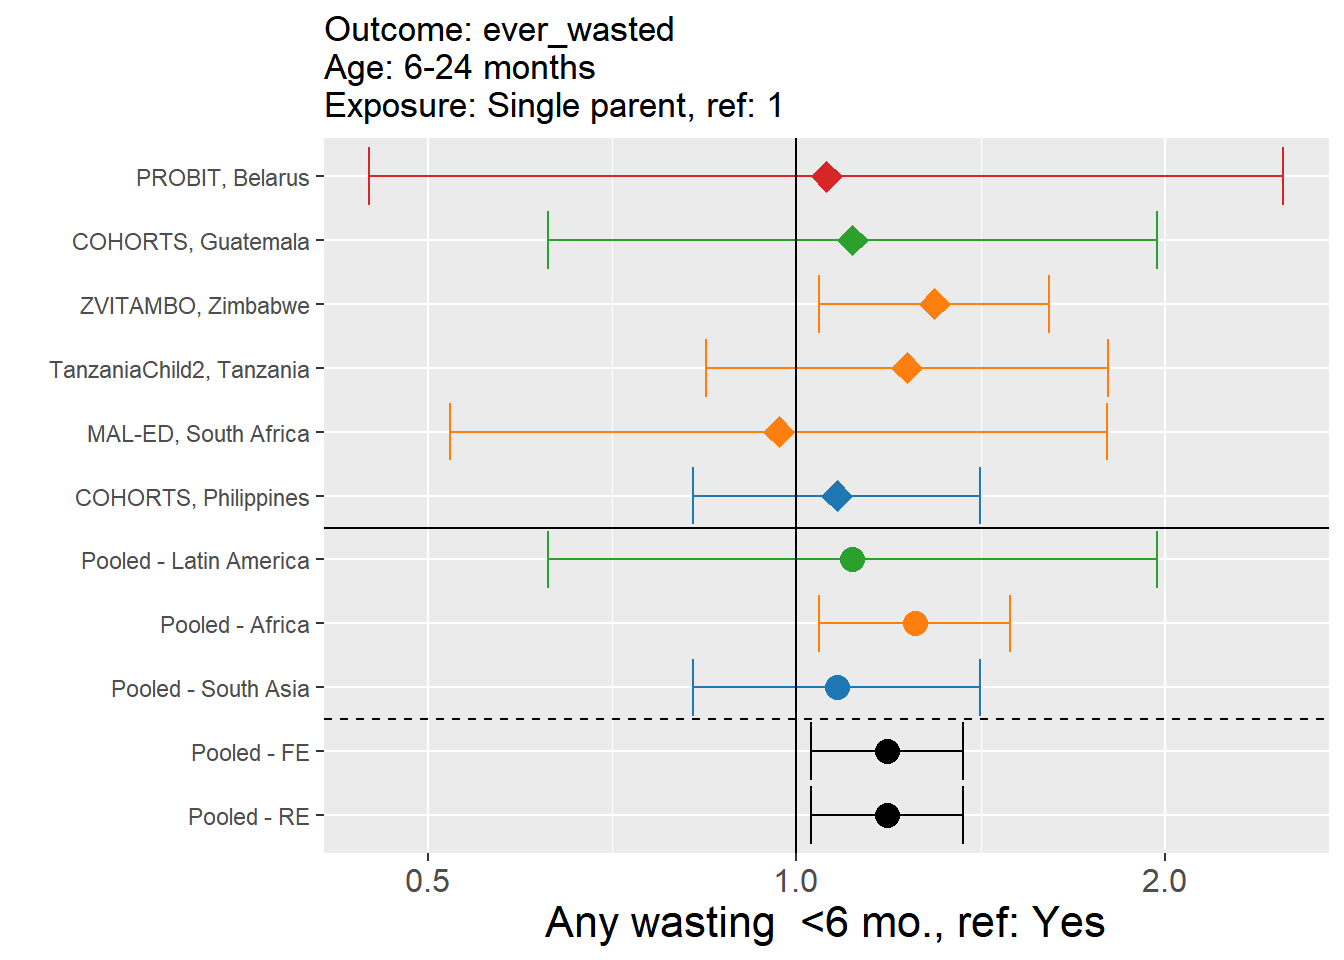 Outcome: ever_wasted
Age: 6-24 months
Exposure: Single parent, ref: 1
PROBIT, Belarus
COHORTS, Guatemala
ZVITAMBO, Zimbabwe
TanzaniaChild2, Tanzania
MAL-ED, South Africa
COHORTS, Philippines
Pooled - Latin America
Pooled - Africa
Pooled - South Asia
Pooled - FE
Pooled - RE
0.5 1.0 2.0
Any wasting  <6 mo., ref: Yes